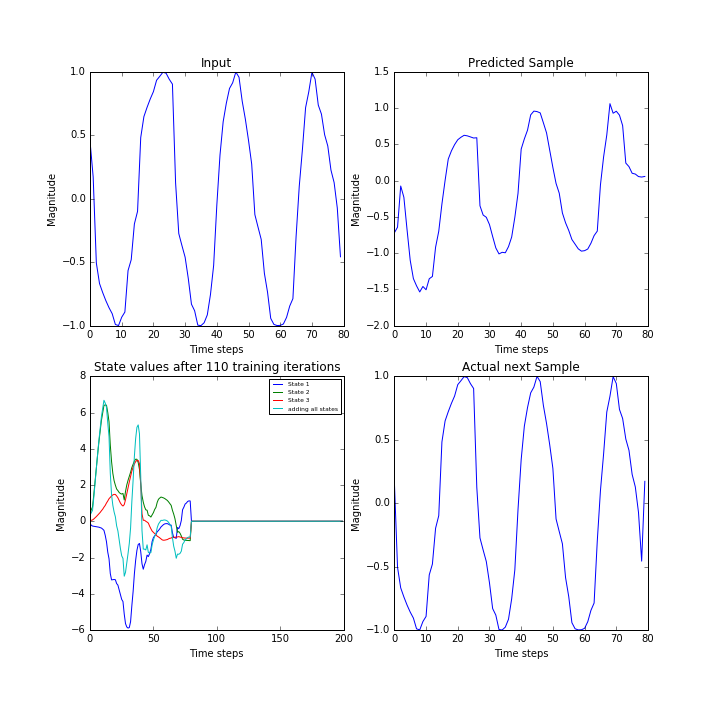 Input
1.0
0.5
0.0
−0.5
−1.0
Magnitude
0 10 20 30 40 50 60 70 80
Time steps
Predicted Sample
1.5
1.0
0.5
0.0
−0.5
−1.0
−1.5
−2.0
Magnitude
0 10 20 30 40 50 60 70 80
Time steps
State values after 110 training iterations
8
6
4
2
0
−2
−4
−6
Magnitude
State 1
State 2
State 3
adding all states
0 50 100 150 200
Time steps
Actual next Sample
1.0
0.5
0.0
−0.5
−1.0
Magnitude
0 10 20 30 40 50 60 70 80
Time steps